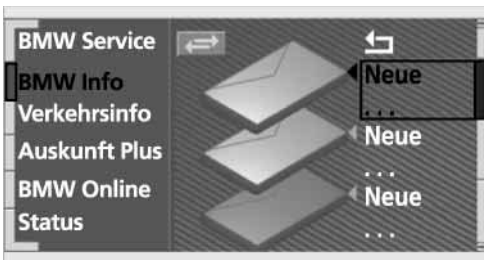 BMW Service
BMW Info
Verkehrsinfo
Auskunft Plus
BMW Online
Status
Neue
. . .
Neue
. . .
Neue
. . .